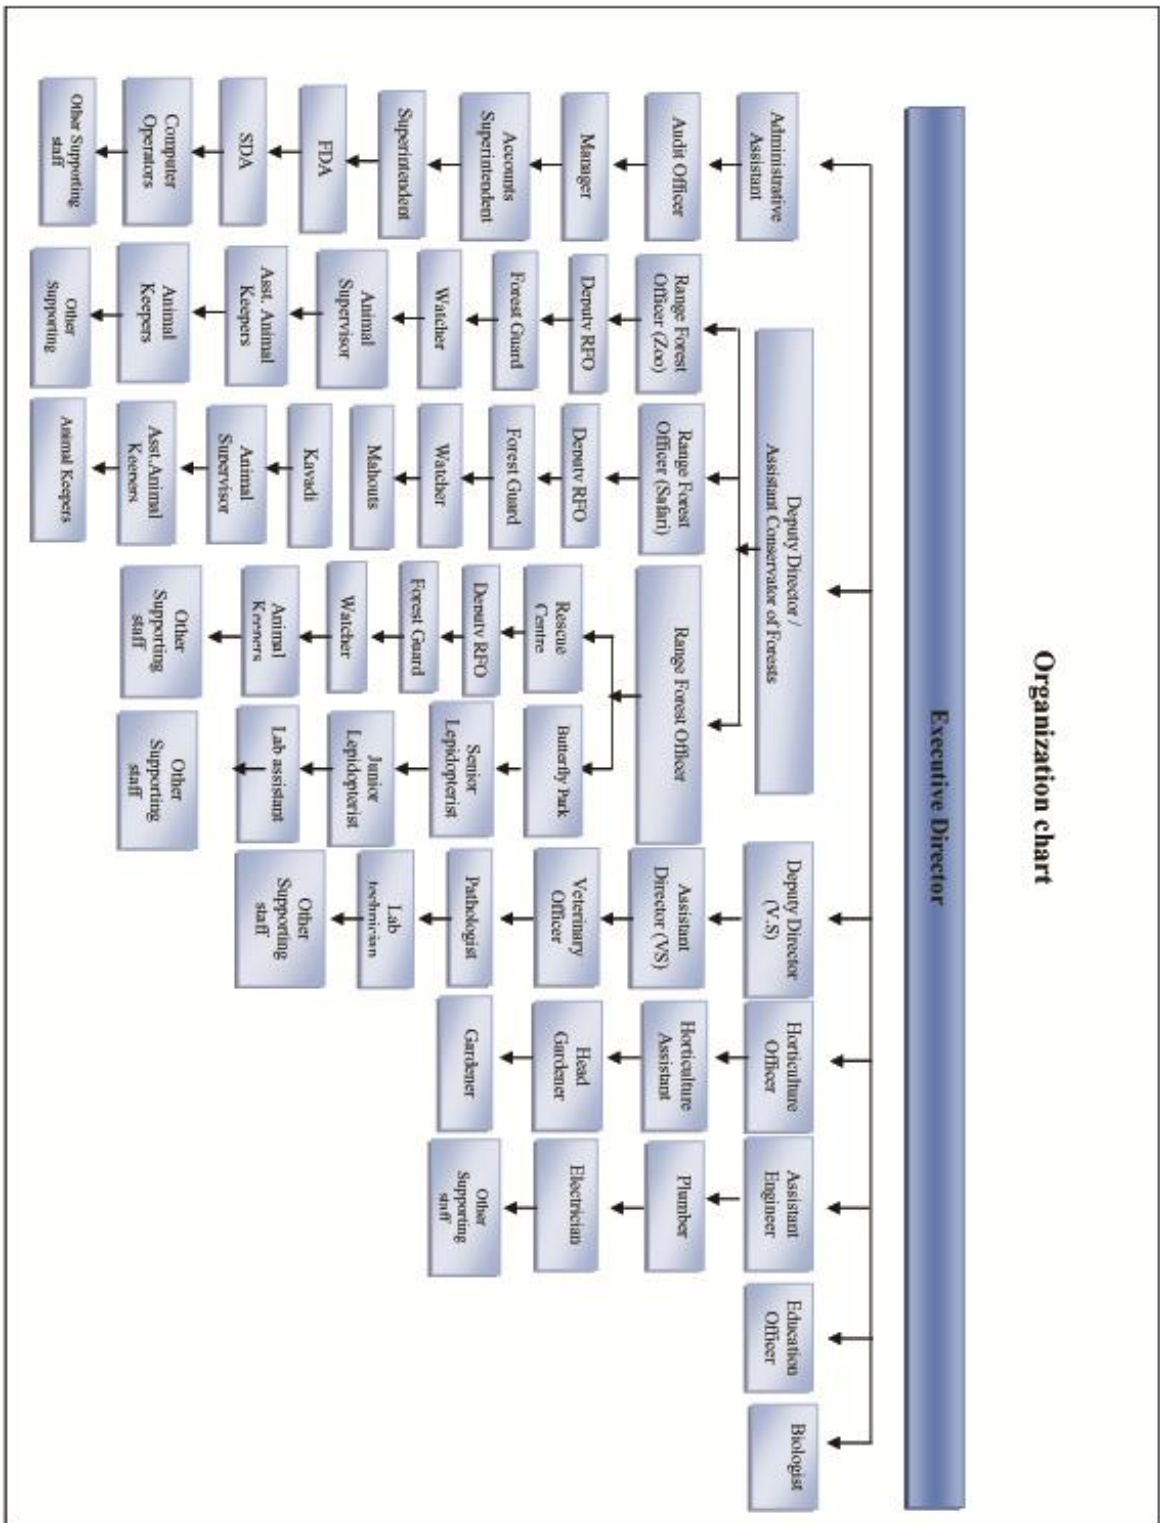 Organization chart
Executive Director
Administrative
Assistant
Audit Officer
Manager
Accounts
Superintendent
Superintendent
FDA
SDA
Computer
Operators
Other Supporting
staff
Deputy Director /
Assistant Conservator of Forests
Range Forest
Officer (Zoo)
Deputy RFO
Forest Guard
Watcher
Animal
Supervisor
Asst. Animal
Keepers
Animal
Keepers
Other
Supporting
Range Forest
Officer (Safari)
Deputy RFO
Forest Guard
Watcher
Mahouts
Kavadi
Animal
Supervisor
Asst.Animal
Keepers
Animal Keepers
Range Forest Officer
Rescue
Centre
Deputy RFO
Forest Guard
Watcher
Animal
Keepers
Other
Supporting
staff
Butterfly Park
Senior
Lepidopterist
Junior
Lepidopterist
Lab assistant
Other
Supporting
staff
Deputy Director
(V.S)
Assistant
Director (VS)
Veterinary
Officer
Pathologist
Lab
technician
Other
Supporting
staff
Horticulture
Officer
Horticulture
Assistant
Head
Gardener
Gardener
Assistant
Engineer
Plumber
Electrician
Other
Supporting
staff
Education
Officer
Biologist